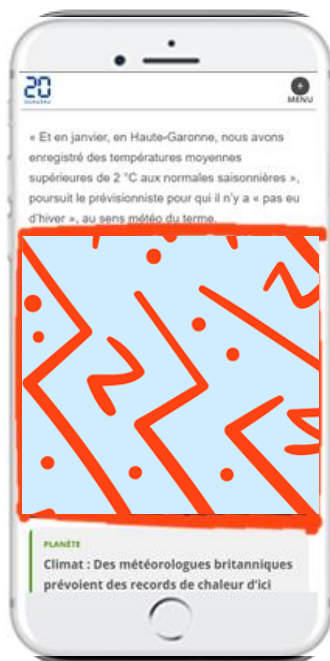 20
MINUTES
MENU
« Et en janvier, en Haute-Garonne, nous avons
enregistré des températures moyennes
supérieures de 2 °C aux normales saisonnières »,
poursuit le prévisionniste pour qui il n'y a « pas eu
d'hiver », au sens météo du terme.
PLANÈTE
Climat : Des météorologues britanniques
prévoient des records de chaleur d'ici